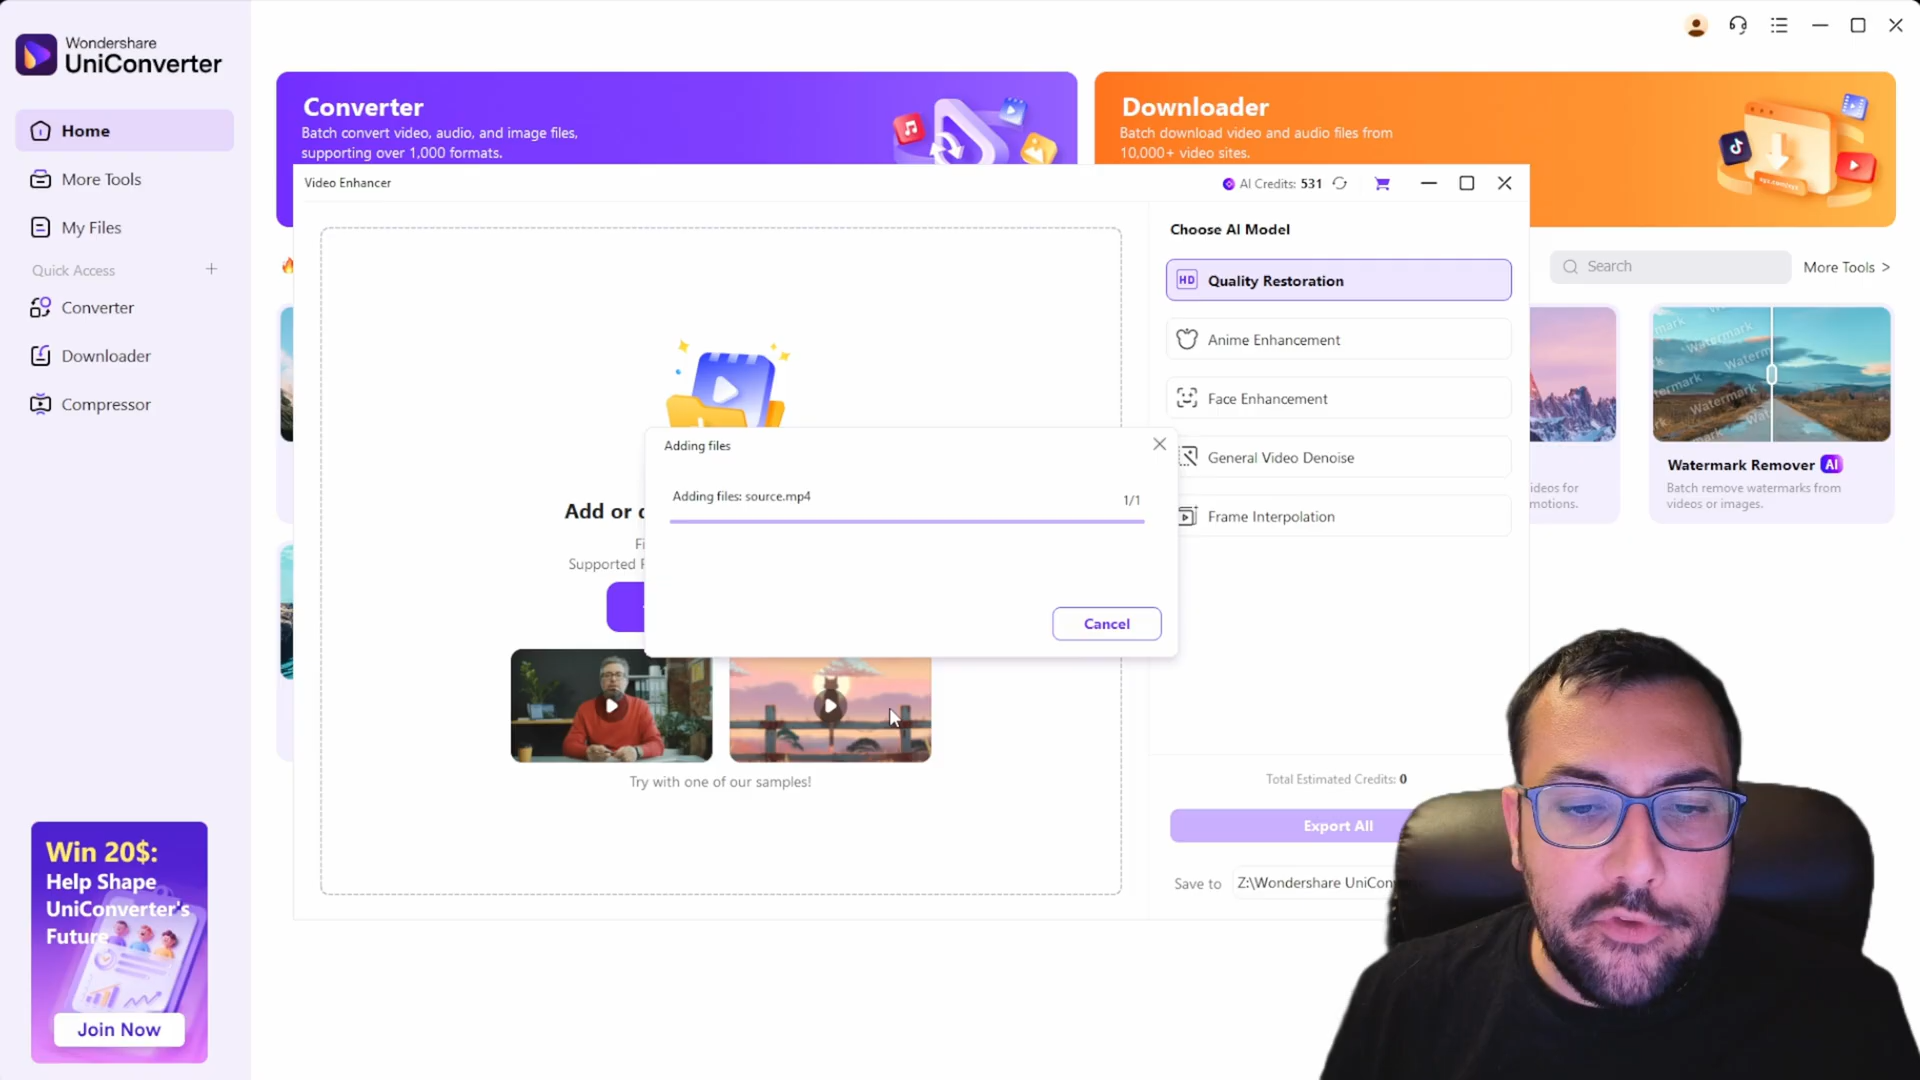 Wondershare
UniConverter
Home
More Tools
My Files
Quick Access
Converter
Downloader
Compressor
Win 20$:
Help Shape
UniConverter's
Future
Join Now
Converter
Batch convert video, audio, and image files,
supporting over 1,000 formats.
Downloader
Batch download video and audio files from
10,000+ video sites.
Search
More Tools >
Watermark Remover AI
Batch remove watermarks from
videos or images.
ideos for
motions.
Video Enhancer
AI Credits: 531
Add or
Supported
Adding files
Adding files: source.mp4
1/1
Cancel
Try with one of our samples!
Choose AI Model
HD Quality Restoration
Anime Enhancement
Face Enhancement
General Video Denoise
Frame Interpolation
Total Estimated Credits: 0
Export All
Save to
Z:\Wondershare UniCon